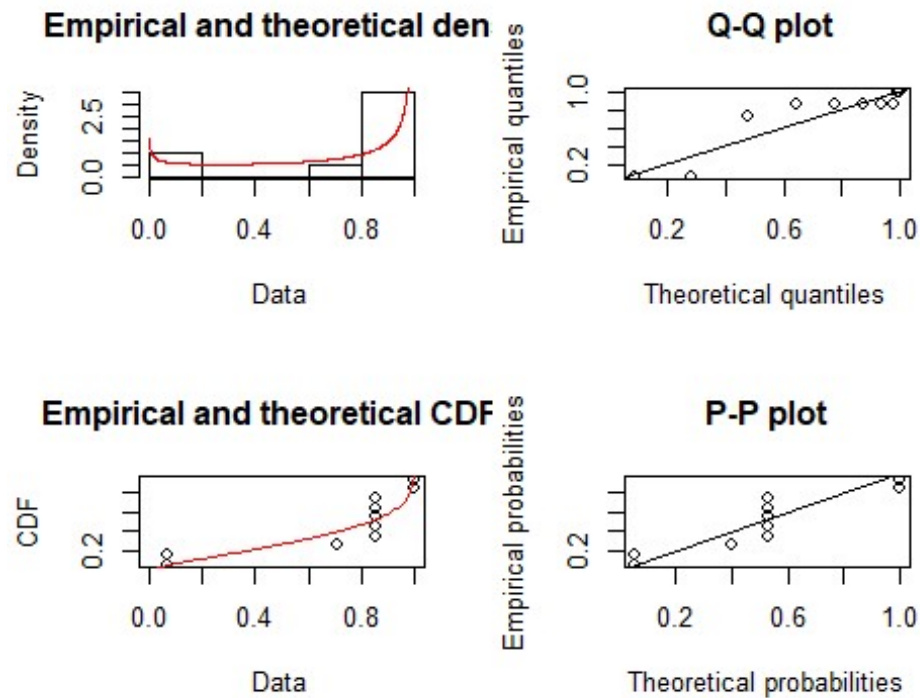 Empirical and theoretical den
Density
0.0 2.5
0.0 0.4 0.8
Data
Q-Q plot
Empirical quantiles
0.2 1.0
0.2 0.6 1.0
Theoretical quantiles
Empirical and theoretical CDF
CDF
0.2
0.0 0.4 0.8
Data
P-P plot
Empirical probabilities
0.2
0.2 0.6 1.0
Theoretical probabilities